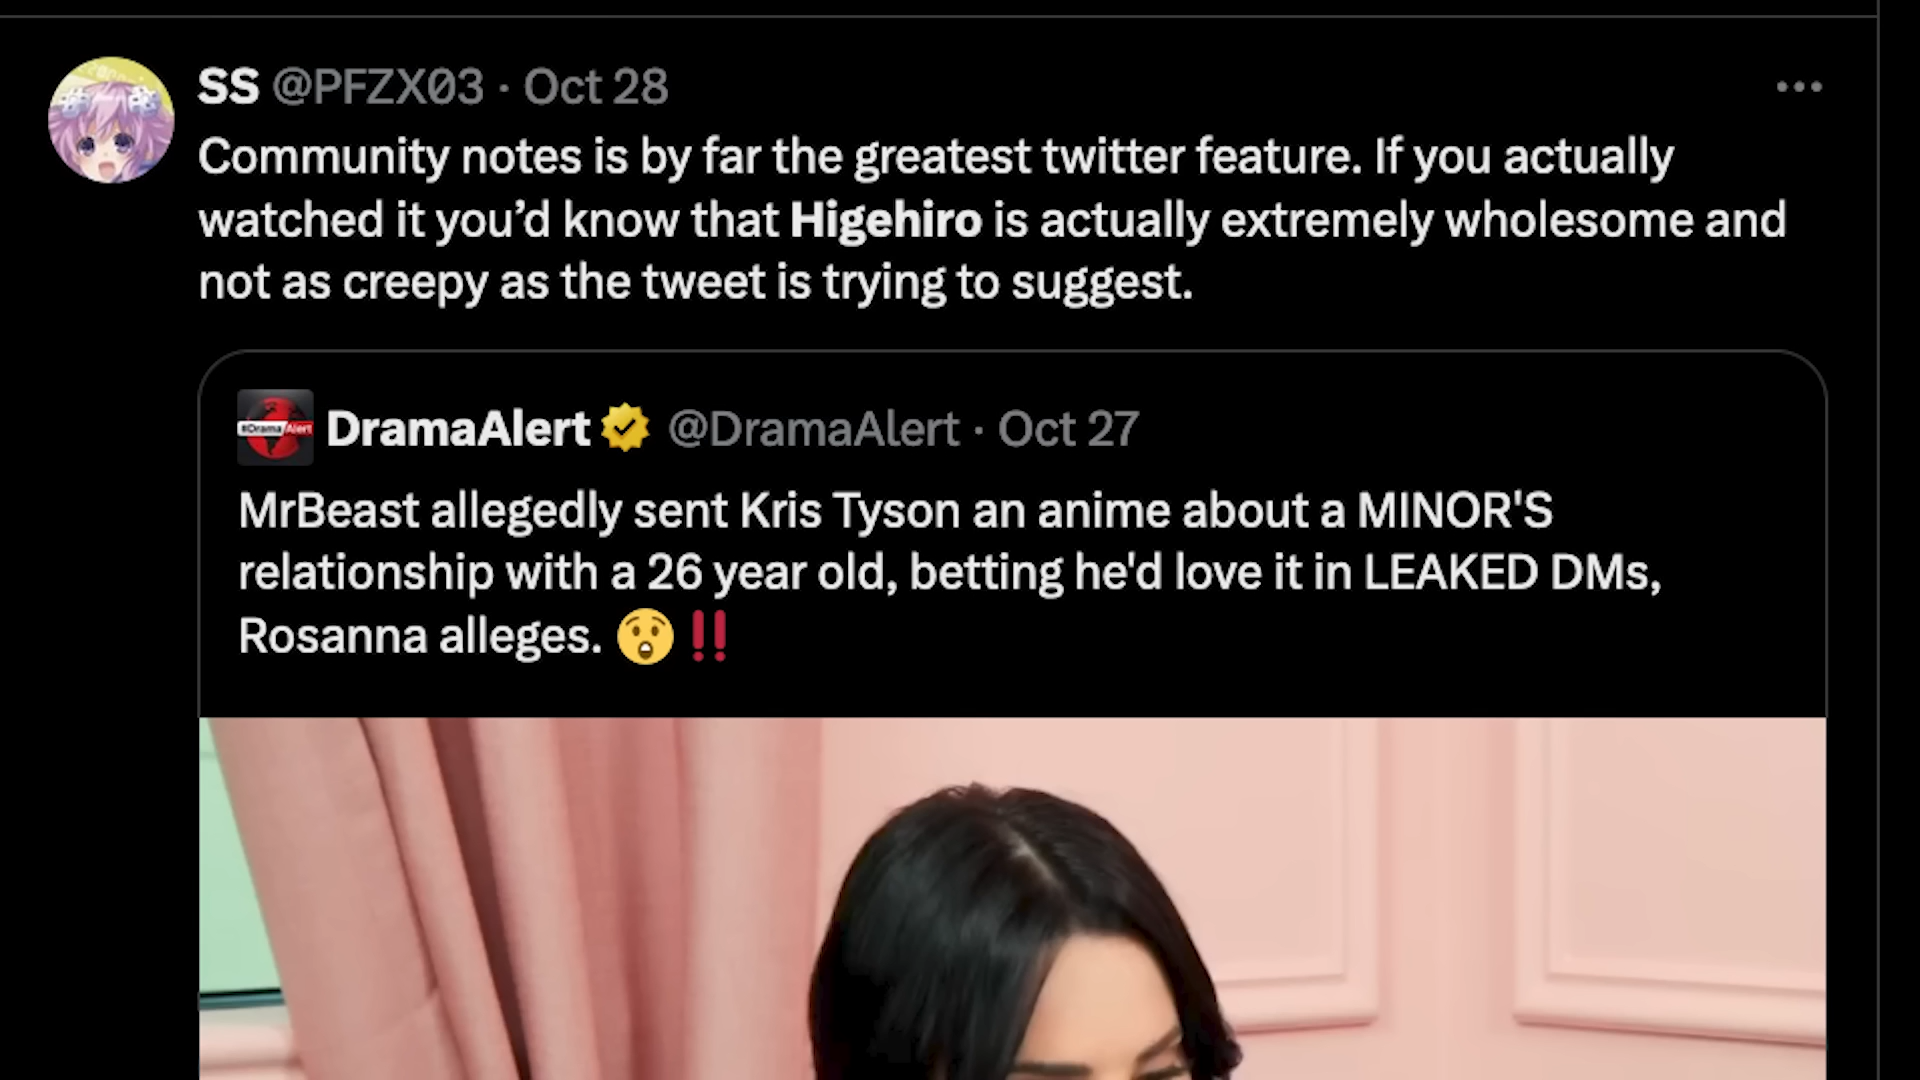 SS @PFZX03 · Oct 28
Community notes is by far the greatest twitter feature. If you actually
watched it you’d know that Higehiro is actually extremely wholesome and
not as creepy as the tweet is trying to suggest.
#DramaAlert
DramaAlert @DramaAlert · Oct 27
MrBeast allegedly sent Kris Tyson an anime about a MINOR'S
relationship with a 26 year old, betting he'd love it in LEAKED DMs,
Rosanna alleges. 😲‼️